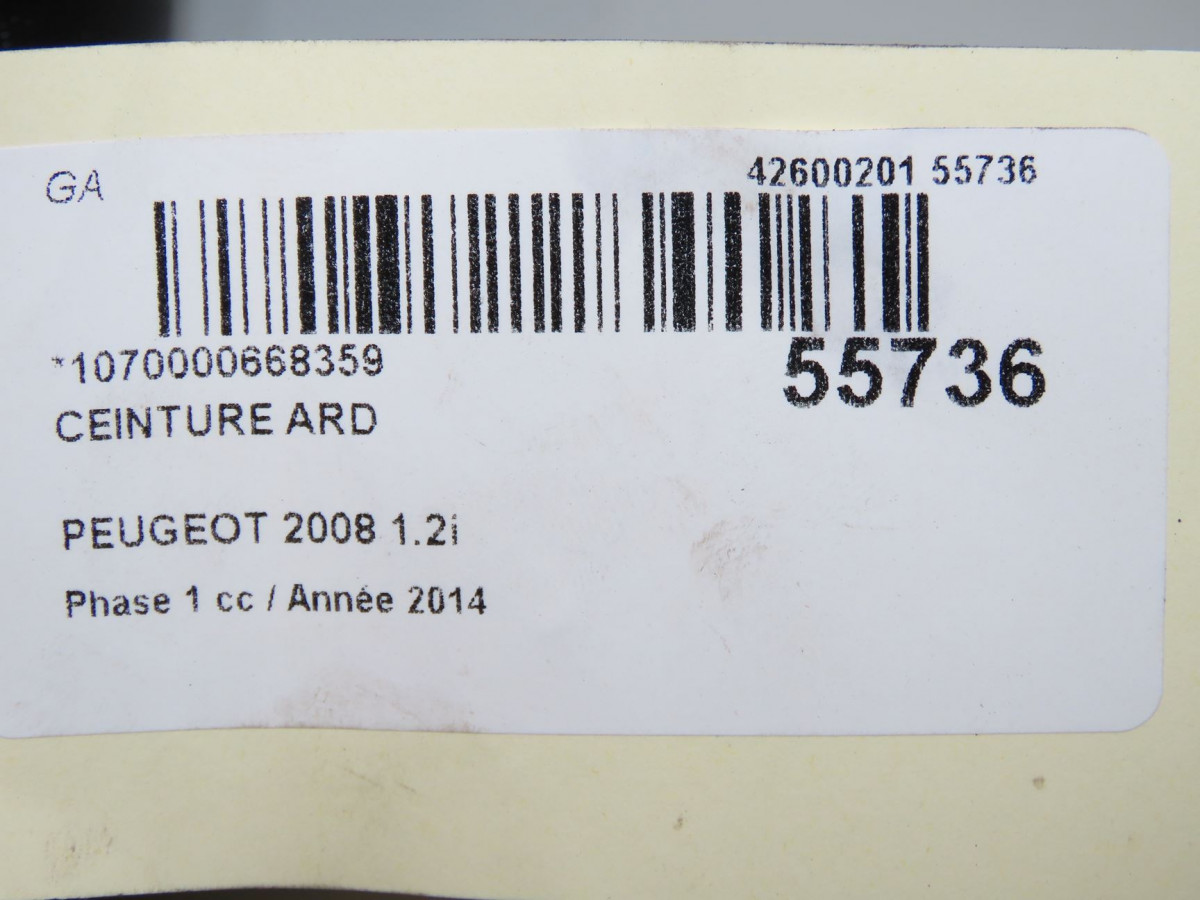 GA
42600201 55736
*1070000668359
55736
CEINTURE ARD
PEUGEOT 2008 1.2i
Phase 1 cc / Année 2014